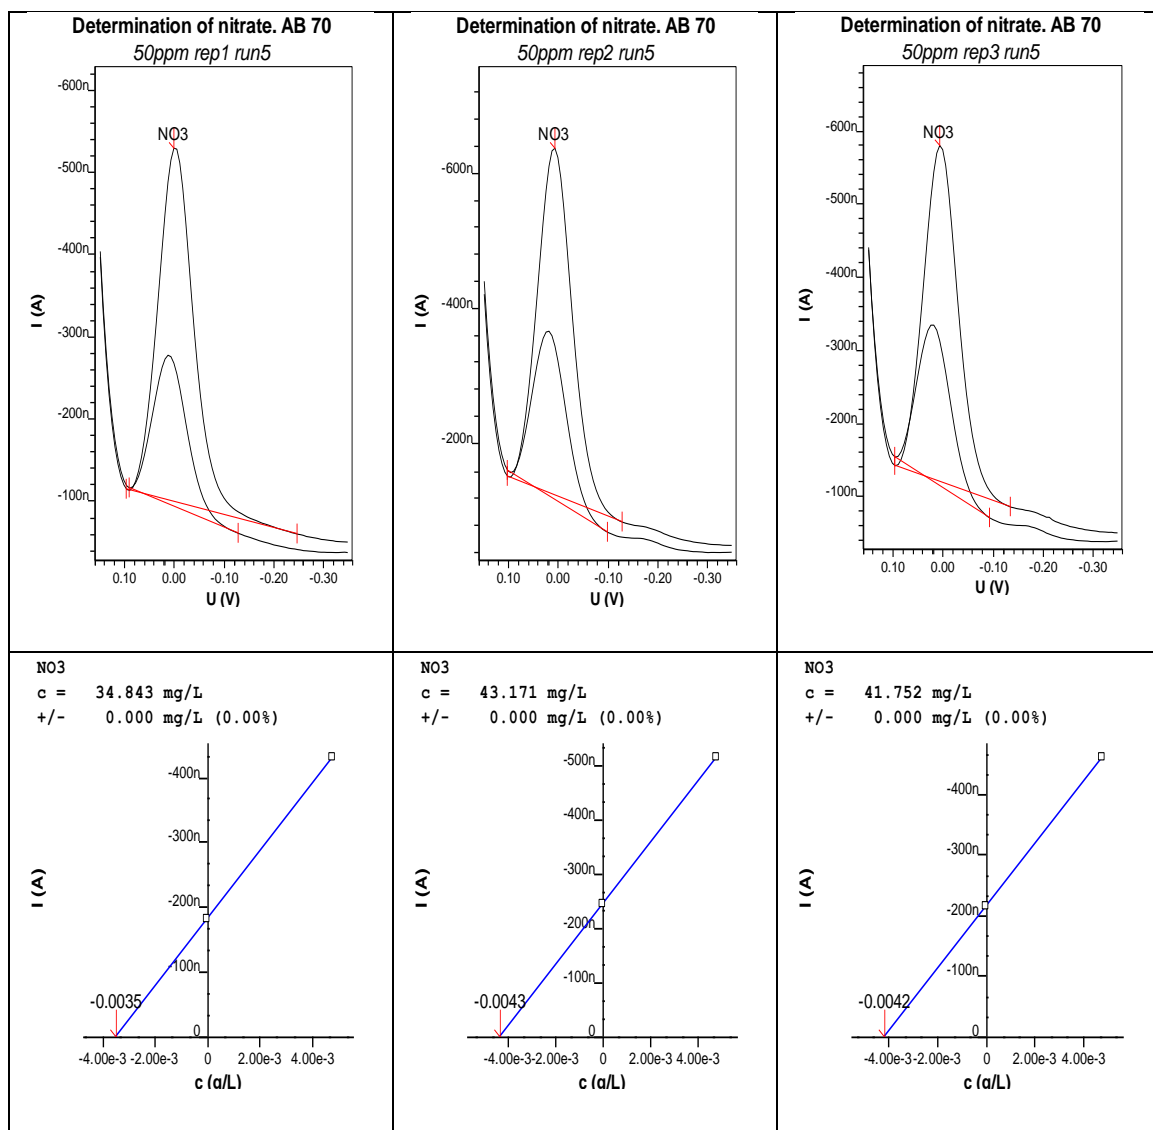 Determination of nitrate. AB 70
50ppm rep1 run5
-600n
-500n
-400n
-300n
-200n
-100n
NO3
I (A)
0.10 0.00 -0.10 -0.20 -0.30
U (V)
Determination of nitrate. AB 70
50ppm rep2 run5
-600n
-400n
-200n
NO3
I (A)
0.10 0.00 -0.10 -0.20 -0.30
U (V)
Determination of nitrate. AB 70
50ppm rep3 run5
-600n
-500n
-400n
-300n
-200n
-100n
NO3
I (A)
0.10 0.00 -0.10 -0.20 -0.30
U (V)
NO3
c = 34.843 mg/L
+/- 0.000 mg/L (0.00%)
-400n
-300n
-200n
-100n
0
-0.0035
I (A)
-4.00e-3 -2.00e-3 0 2.00e-3 4.00e-3
c (g/L)
NO3
c = 43.171 mg/L
+/- 0.000 mg/L (0.00%)
-500n
-400n
-300n
-200n
-100n
0
-0.0043
I (A)
-4.00e-3 -2.00e-3 0 2.00e-3 4.00e-3
c (g/L)
NO3
c = 41.752 mg/L
+/- 0.000 mg/L (0.00%)
-400n
-300n
-200n
-100n
0
-0.0042
I (A)
-4.00e-3 -2.00e-3 0 2.00e-3 4.00e-3
c (g/L)